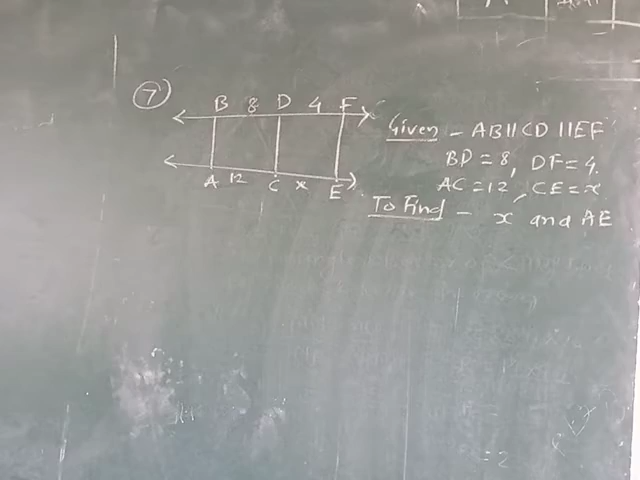 7
B 8 D 4 F
A 12 C x E
Given - AB || CD || EF
BD = 8, DF = 4.
AC = 12, CE = x
To Find - x and AE
= 2